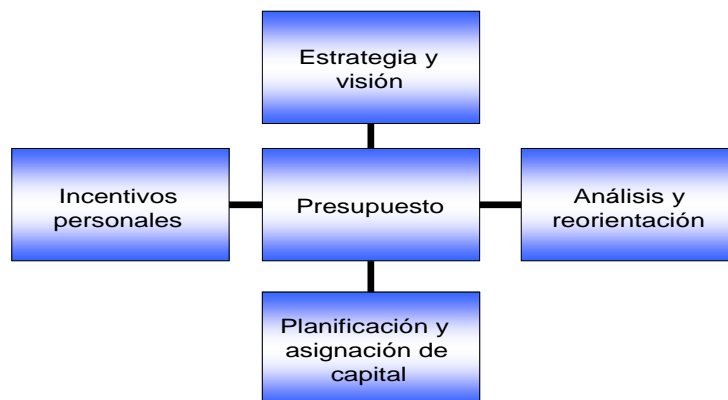 Estrategia y
visión
Incentivos
personales
Presupuesto
Análisis y
reorientación
Planificación y
asignación de
capital